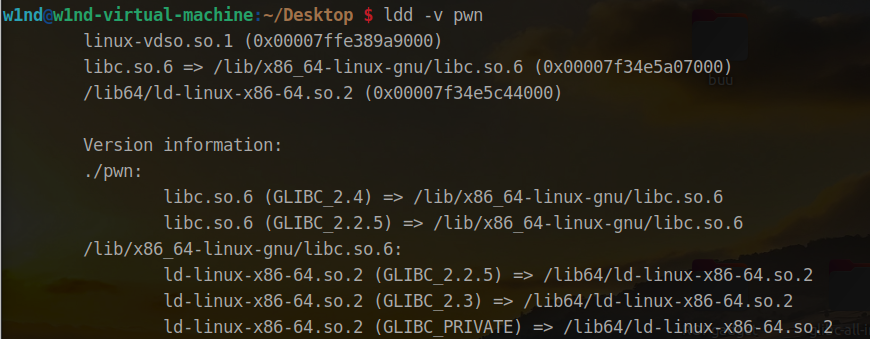 w1nd@w1nd-virtual-machine:~/Desktop $ ldd -v pwn
linux-vdso.so.1 (0x00007ffe389a9000)
libc.so.6 => /lib/x86_64-linux-gnu/libc.so.6 (0x00007f34e5a07000)
/lib64/ld-linux-x86-64.so.2 (0x00007f34e5c44000)
buu
Version information:
./pwn:
libc.so.6 (GLIBC_2.4) => /lib/x86_64-linux-gnu/libc.so.6
libc.so.6 (GLIBC_2.2.5) => /lib/x86_64-linux-gnu/libc.so.6
/lib/x86_64-linux-gnu/libc.so.6:
ld-linux-x86-64.so.2 (GLIBC_2.2.5) => /lib64/ld-linux-x86-64.so.2
ld-linux-x86-64.so.2 (GLIBC_2.3) => /lib64/ld-linux-x86-64.so.2
ld-linux-x86-64.so.2 (GLIBC_PRIVATE) => /lib64/ld-linux-x86-64.so.2